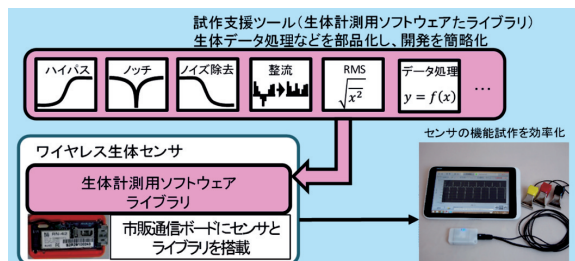 試作支援ツール(生体計測用ソフトウェアたライブラリ)
生体データ処理などを部品化し、開発を簡略化
ハイパス
ノッチ
ノイズ除去
整流
RMS
データ処理
√x̅²
y = f(x)
…
センサの機能試作を効率化
ワイヤレス生体センサ
生体計測用ソフトウェア
ライブラリ
市販通信ボードにセンサと
ライブラリを搭載